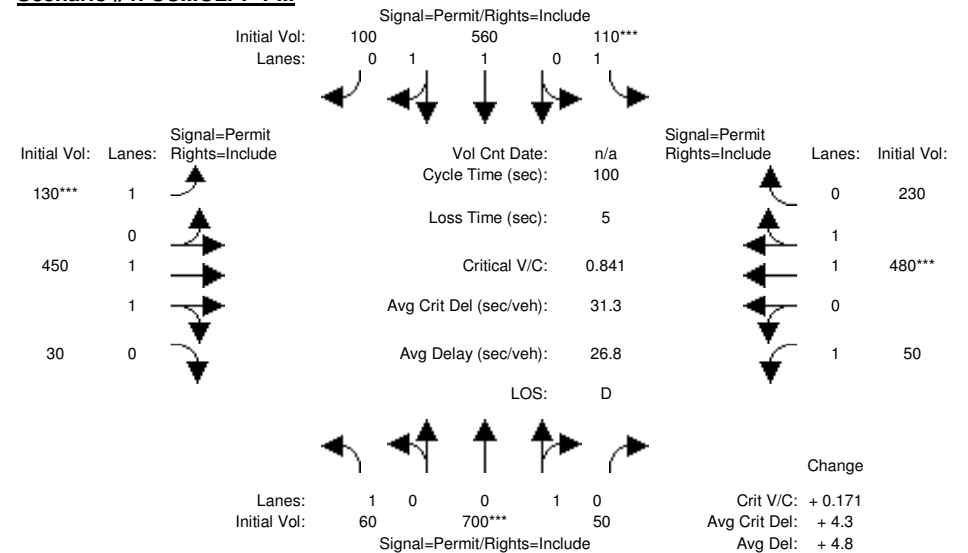 Signal=Permit/Rights=Include
Initial Vol: 100 560 110***
Lanes: 0 1 1 0 1
Signal=Permit Signal=Permit
Initial Vol: Lanes: Rights=Include Vol Cnt Date: n/a Rights=Include Lanes: Initial Vol:
Cycle Time (sec): 100
130*** 1 0 230
Loss Time (sec): 5
0 1
450 1 Critical V/C: 0.841 1 480***
1 Avg Crit Del (sec/veh): 31.3 0
30 0 Avg Delay (sec/veh): 26.8 1 50
LOS: D
Change
Lanes: 1 0 0 1 0 Crit V/C: + 0.171
Initial Vol: 60 700*** 50 Avg Crit Del: + 4.3
Signal=Permit/Rights=Include Avg Del: + 4.8